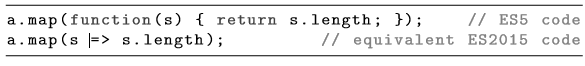 a.map(function(s) { return s.length; }); // ES5 code
a.map(s => s.length); // equivalent ES2015 code